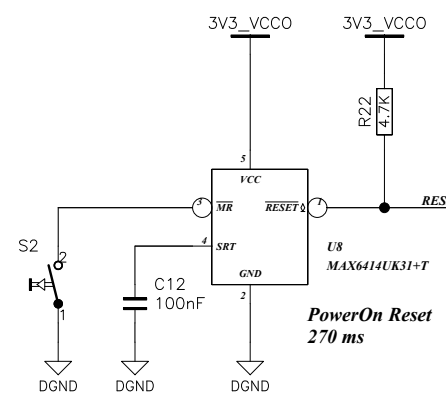 3V3_VCCO 3V3_VCCO
R22
4.7K
5
VCC
3
MR
RESET
1
RES
S2
2
4
SRT
U8
MAX6414UK31+T
GND
2
C12
100nF
1
PowerOn Reset
270 ms
DGND DGND DGND